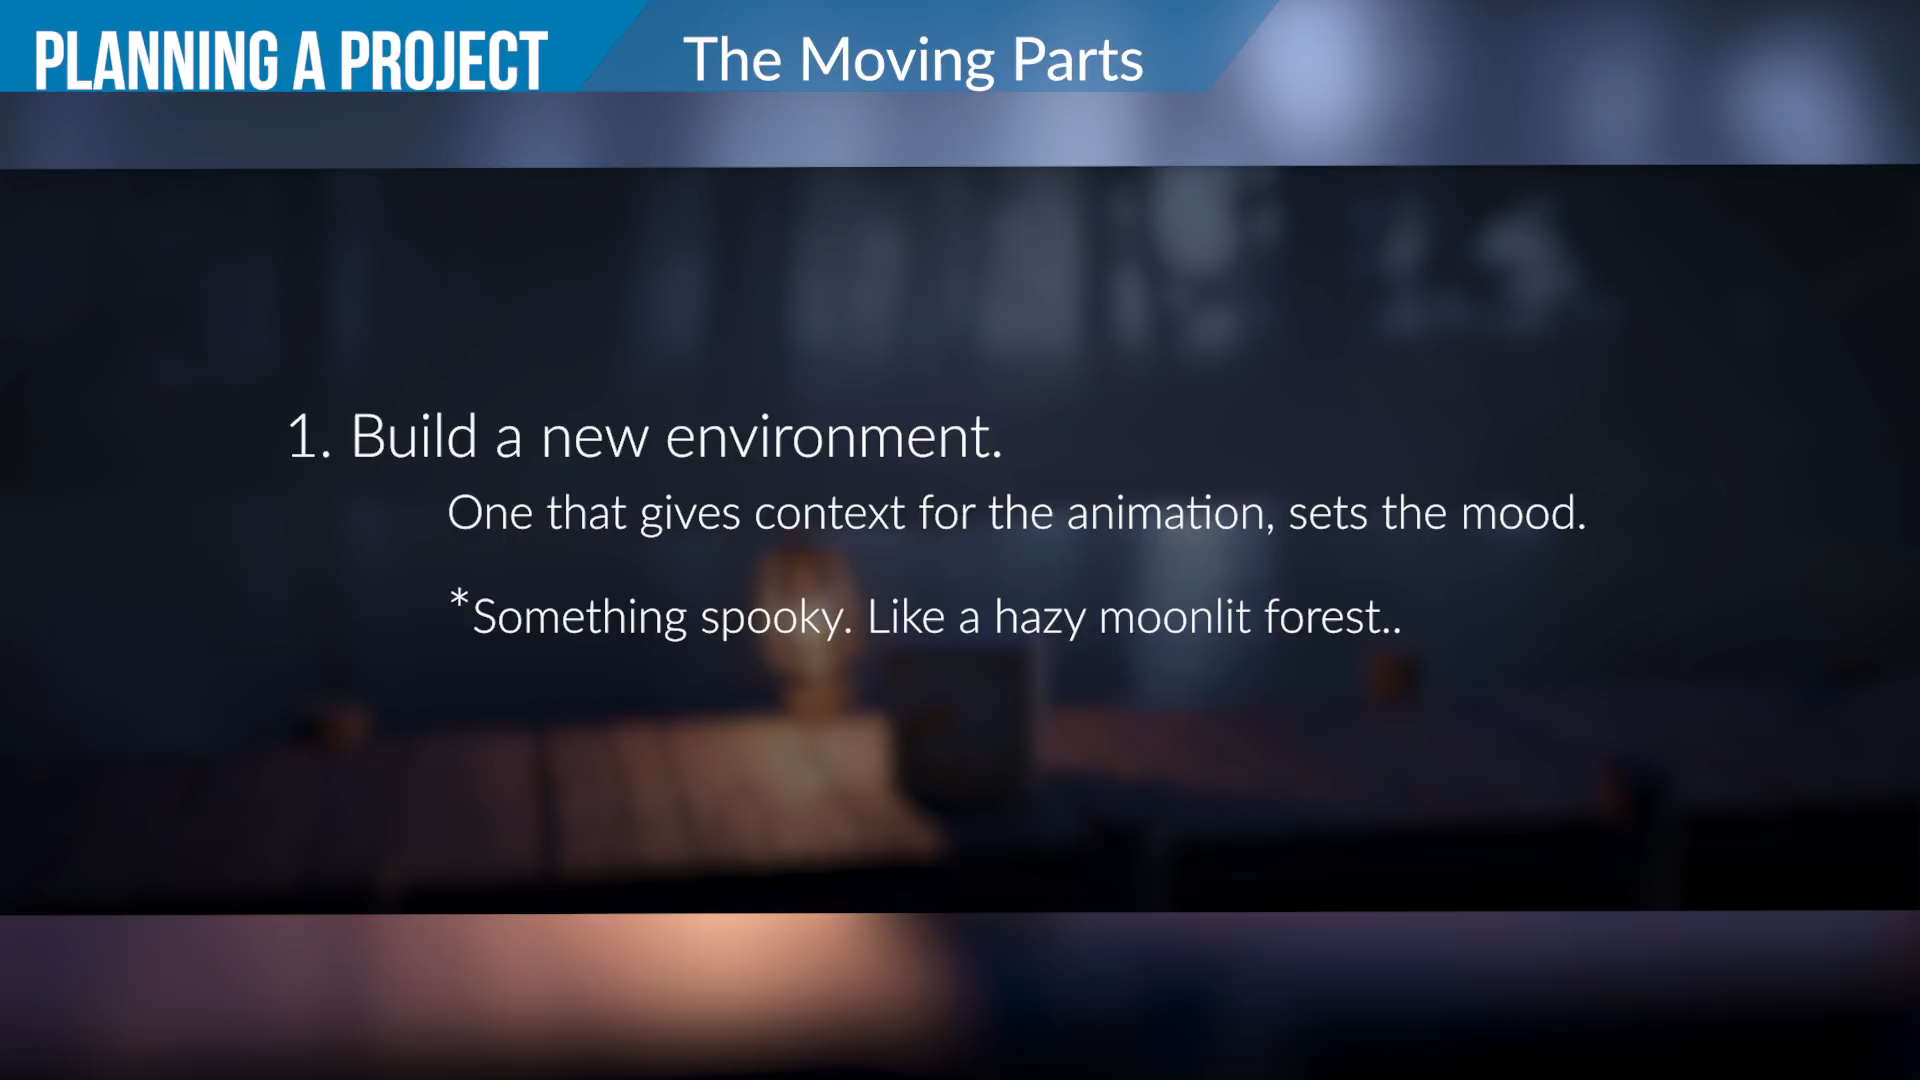 PLANNING A PROJECT
The Moving Parts
1. Build a new environment.
One that gives context for the animation, sets the mood.
*Something spooky. Like a hazy moonlit forest..